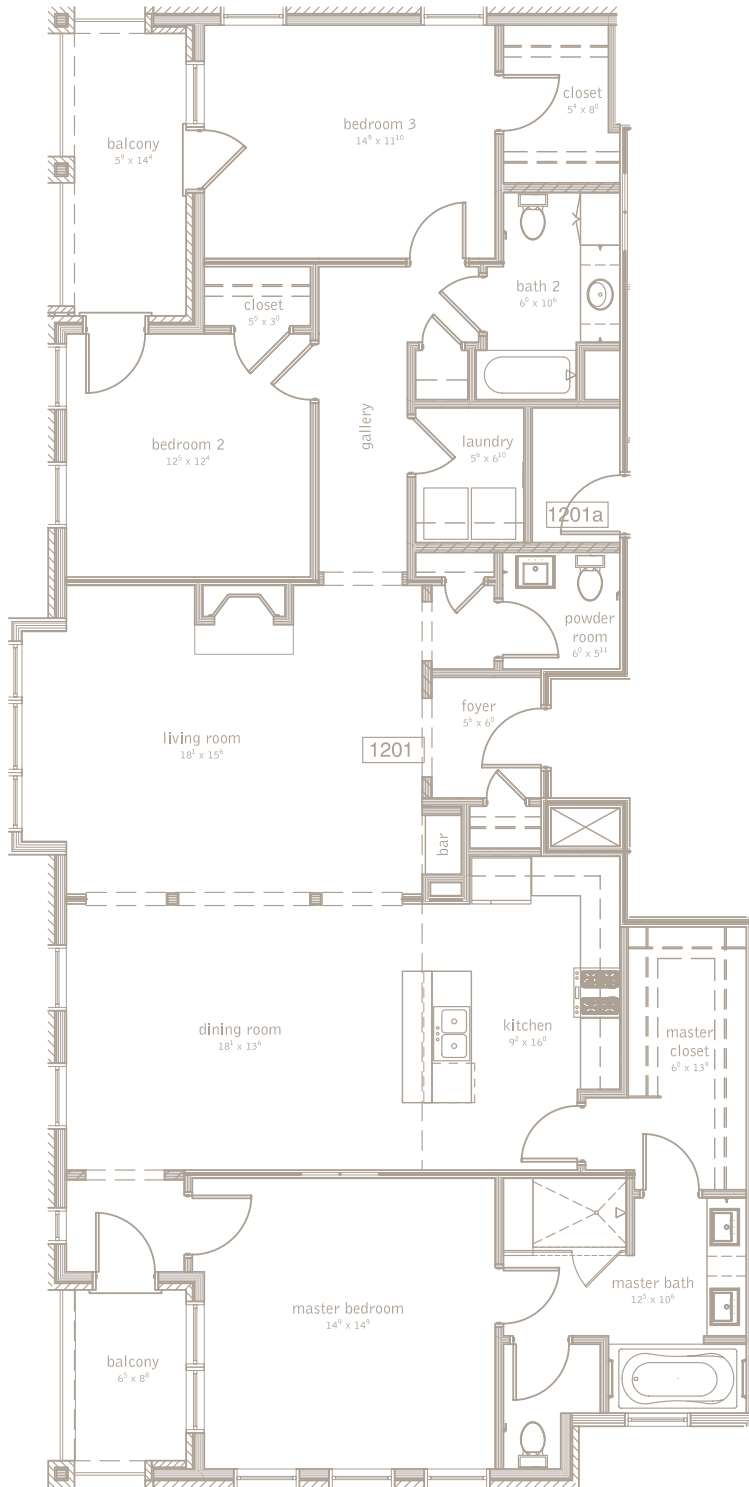 balcony
5⁹ x 14⁴
bedroom 3
14⁹ x 11¹⁰
closet
5⁴ x 8⁰
bath 2
6⁰ x 10⁶
closet
5⁵ x 3⁰
bedroom 2
12⁵ x 12⁴
gallery
laundry
5⁶ x 6¹⁰
1201a
powder
room
6⁰ x 5¹¹
foyer
5⁶ x 6⁰
living room
18¹ x 15⁶
1201
bar
dining room
18¹ x 13⁶
kitchen
9² x 16⁰
master
closet
6⁰ x 13⁹
master bedroom
14⁹ x 14⁹
master bath
12⁵ x 10⁶
balcony
6⁵ x 8⁸